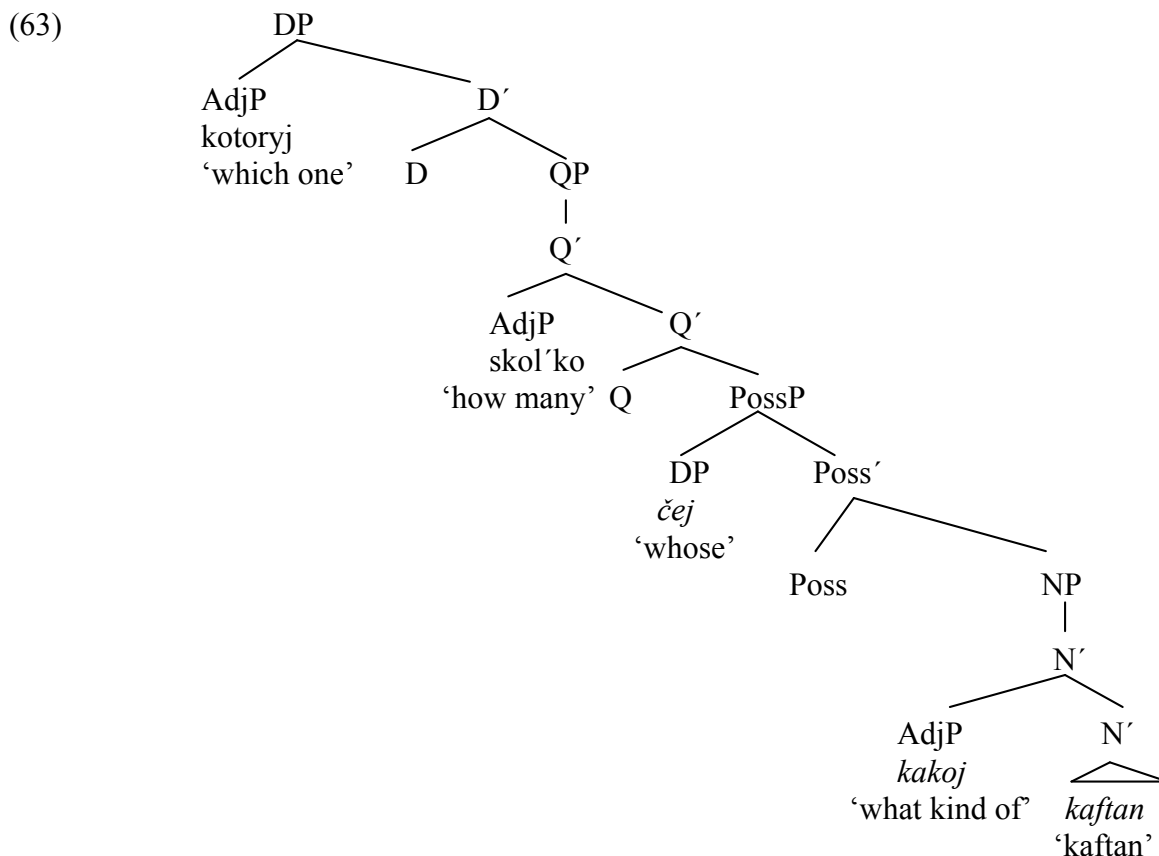 (63) DP
AdjP D´
kotoryj
‘which one’ D QP
Q´
AdjP Q´
skol´ko
‘how many’ Q PossP
DP Poss´
čej
‘whose’
Poss NP
N´
AdjP N´
kakoj
‘what kind of’ kaftan
‘kaftan’